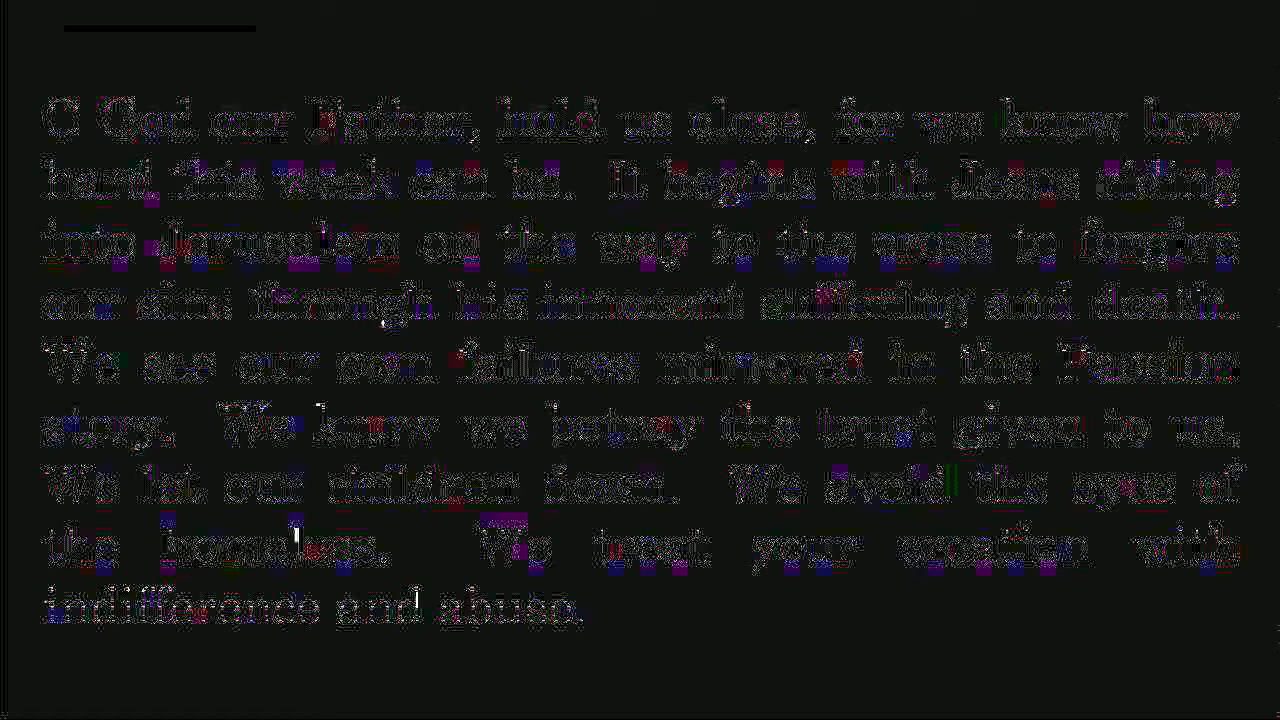 O God our Father, hold us close, for we know how
hard this week can be. It begins with Jesus riding
into Jerusalem on the way to the cross to forgive
our sins through his innocent suffering and death.
We see our own failures mirrored in the Passion
story. We know we betray the trust given to us.
We let our children down. We avoid the eyes of
the homeless. We treat your creation with
indifference and abuse.